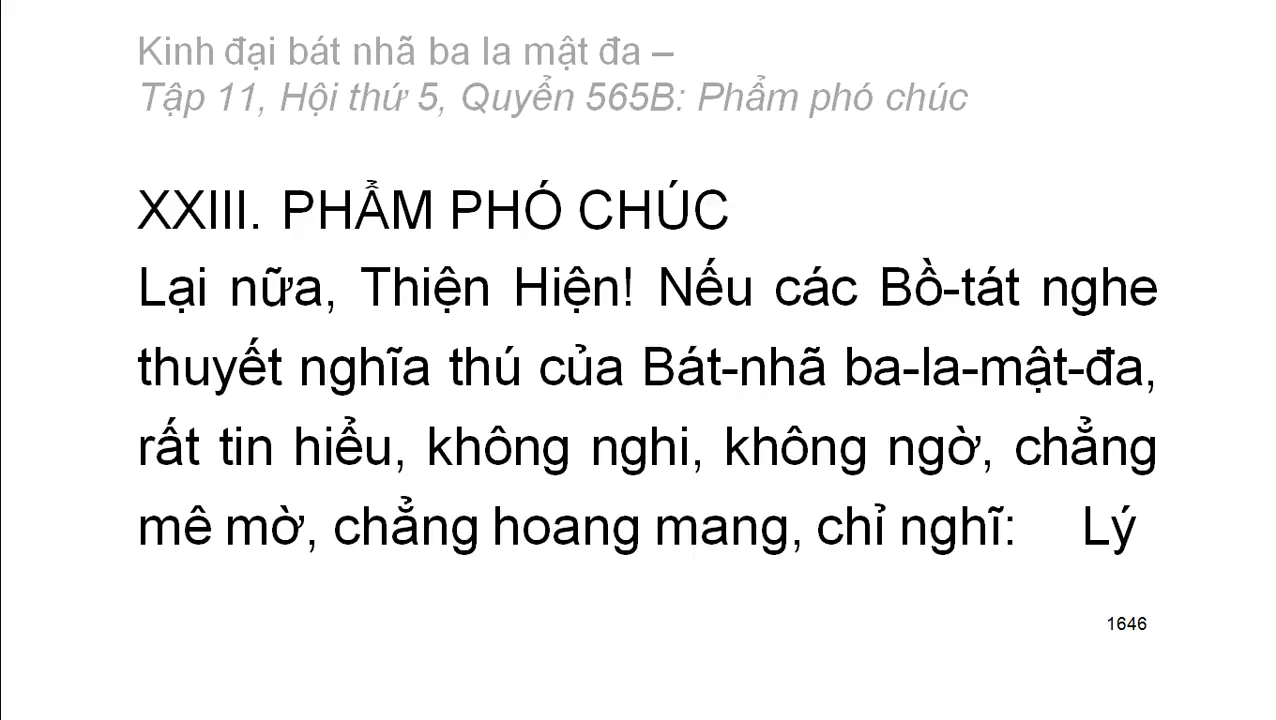 Kinh đại bát nhã ba la mật đa –
Tập 11, Hội thứ 5, Quyển 565B: Phẩm phó chúc
XXIII. PHẨM PHÓ CHÚC
Lại nữa, Thiện Hiện! Nếu các Bồ-tát nghe
thuyết nghĩa thú của Bát-nhã ba-la-mật-đa,
rất tin hiểu, không nghi, không ngờ, chẳng
mê mờ, chẳng hoang mang, chỉ nghĩ: Lý
1646